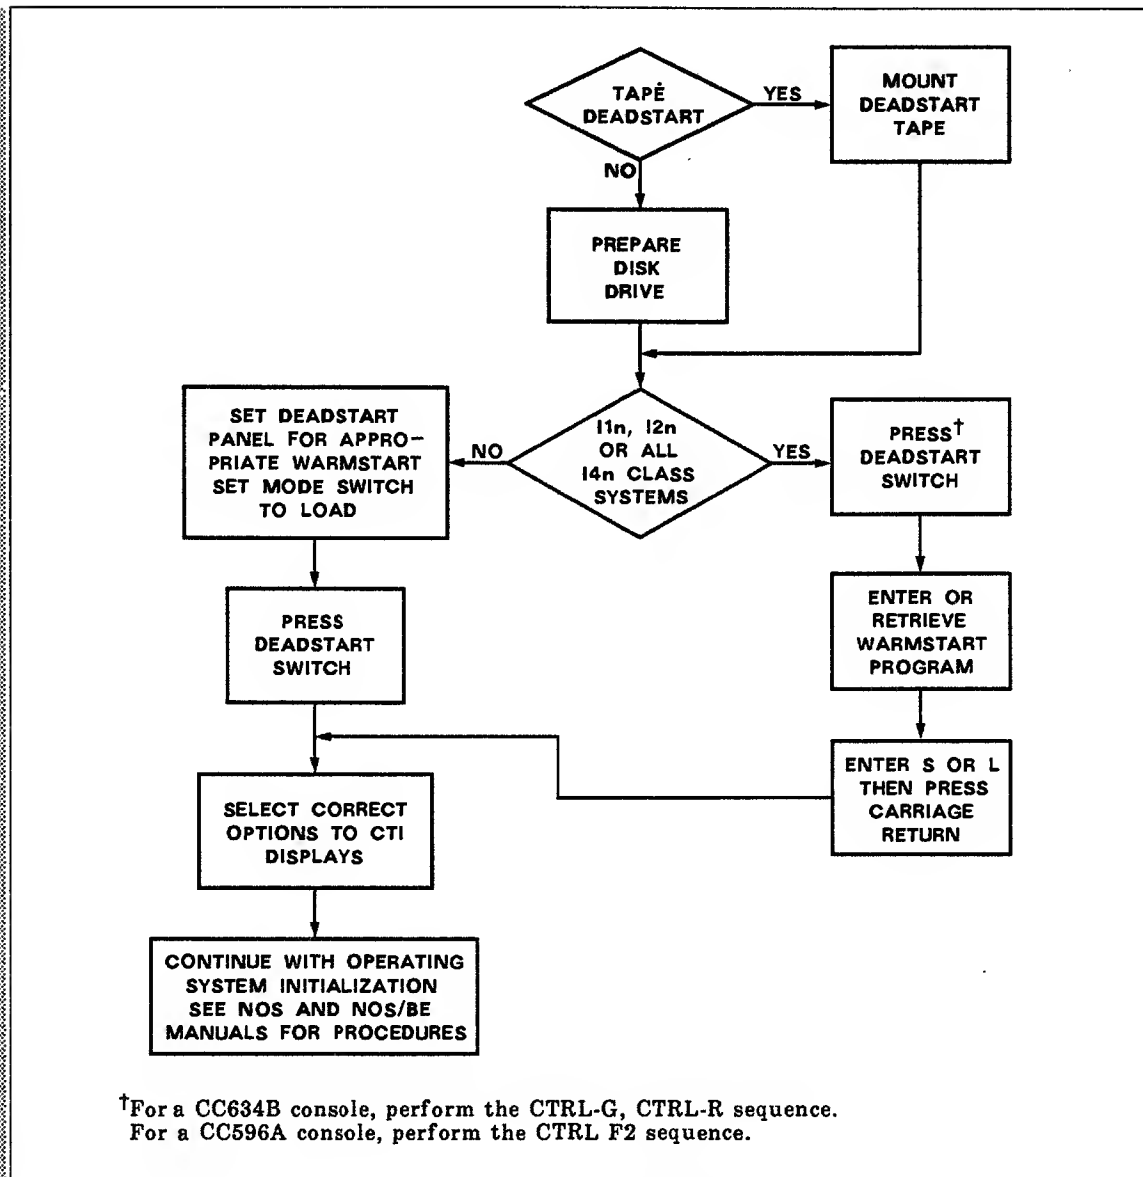 TAPE
DEADSTART
YES
MOUNT
DEADSTART
TAPE
NO
PREPARE
DISK
DRIVE
SET DEADSTART
PANEL FOR APPRO-
PRIATE WARMSTART
SET MODE SWITCH
TO LOAD
NO
I1n, I2n
OR ALL
I4n CLASS
SYSTEMS
YES
PRESS†
DEADSTART
SWITCH
PRESS
DEADSTART
SWITCH
ENTER OR
RETRIEVE
WARMSTART
PROGRAM
ENTER S OR L
THEN PRESS
CARRIAGE
RETURN
SELECT CORRECT
OPTIONS TO CTI
DISPLAYS
CONTINUE WITH OPERATING
SYSTEM INITIALIZATION
SEE NOS AND NOS/BE
MANUALS FOR PROCEDURES
†For a CC634B console, perform the CTRL-G, CTRL-R sequence.
For a CC596A console, perform the CTRL F2 sequence.